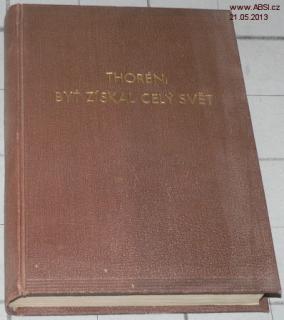 www.ABSI.cz
21.05.2013
THORÉN:
BYŤ ZÍSKAL CELÝ SVĚT